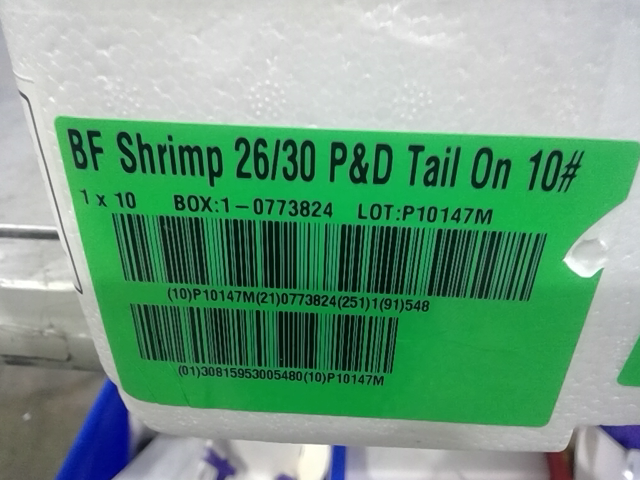 BF Shrimp 26/30 P&D Tail On 10#
1 x 10 BOX:1-0773824 LOT:P10147M
(10)P10147M(21)0773824(251)1(91)548
(01)30815953005480(10)P10147M